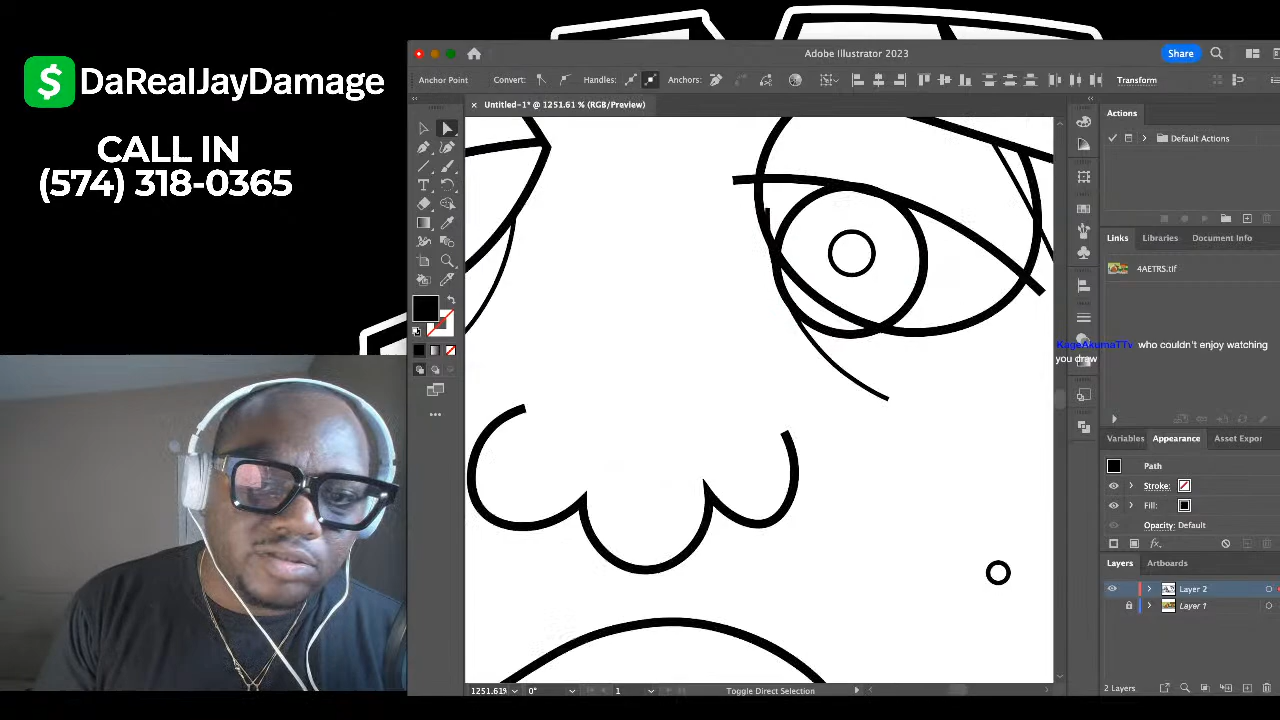 $ DaRealJayDamage
CALL IN
(574) 318-0365
Adobe Illustrator 2023
Share
Anchor Point
Convert:
Handles:
Anchors:
Transform
× Untitled-1* @ 1251.61 % (RGB/Preview)
Actions
Default Actions
Links Libraries Document Info
4AETRS.tif
KageAkumaTTv who couldn't enjoy watching
you draw
Variables Appearance Asset Expor
Path
Stroke:
Fill:
Opacity: Default
fx
Layers Artboards
Layer 2
Layer 1
2 Layers
1251.61%
0°
1
Toggle Direct Selection